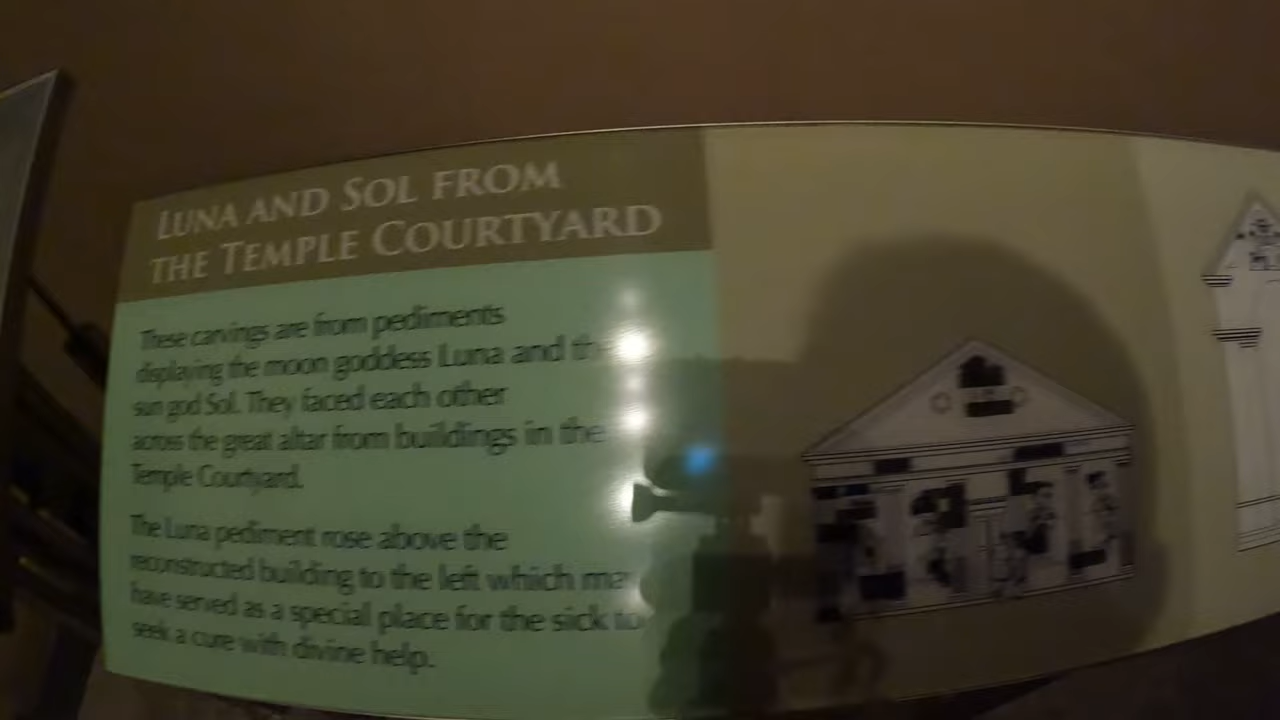 LUNA AND SOL FROM
THE TEMPLE COURTYARD
These carvings are from pediments
displaying the moon goddess Luna and the
sun god Sol. They faced each other
across the great altar from buildings in the
Temple Courtyard.
The Luna pediment rose above the
reconstructed building to the left which may
have served as a special place for the sick to
seek a cure with divine help.